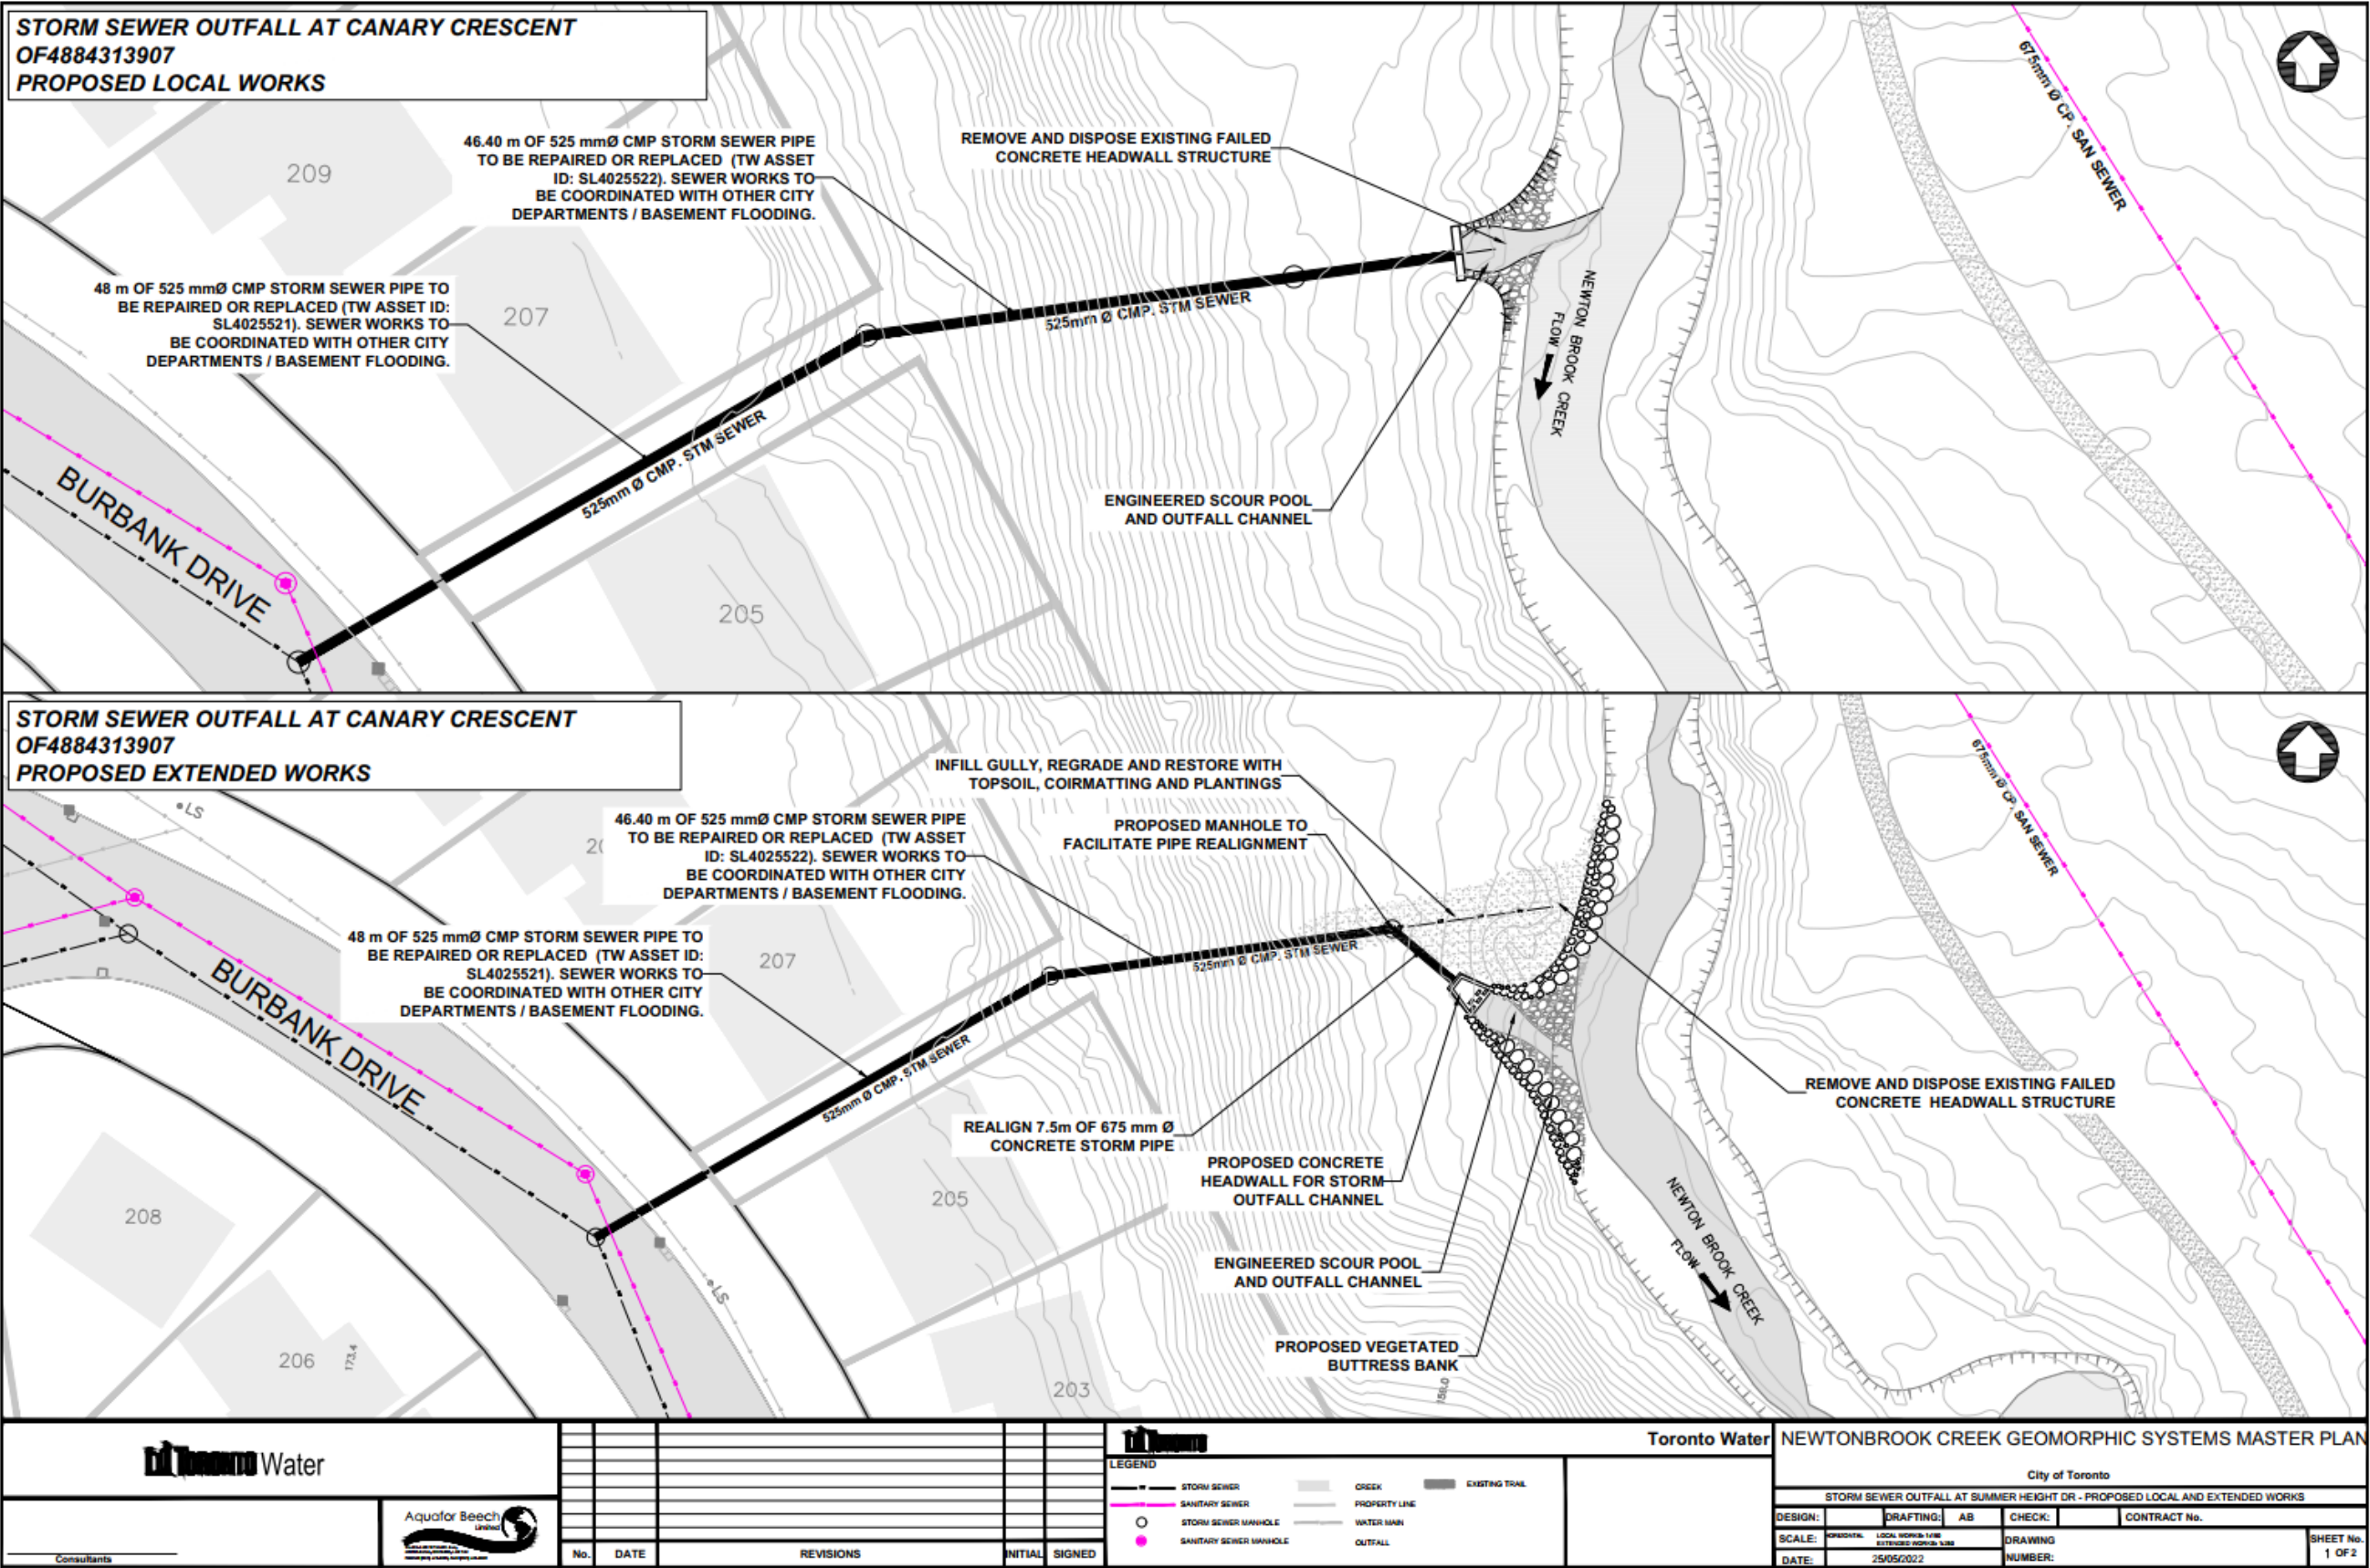 STORM SEWER OUTFALL AT CANARY CRESCENT
OF4884313907
PROPOSED LOCAL WORKS
209
46.40 m OF 525 mmØ CMP STORM SEWER PIPE
TO BE REPAIRED OR REPLACED (TW ASSET
ID: SL4025522). SEWER WORKS TO
BE COORDINATED WITH OTHER CITY
DEPARTMENTS / BASEMENT FLOODING.
REMOVE AND DISPOSE EXISTING FAILED
CONCRETE HEADWALL STRUCTURE
675mm Ø CP. SAN SEWER
48 m OF 525 mmØ CMP STORM SEWER PIPE TO
BE REPAIRED OR REPLACED (TW ASSET ID:
SL4025521). SEWER WORKS TO
BE COORDINATED WITH OTHER CITY
DEPARTMENTS / BASEMENT FLOODING.
207
525mm Ø CMP. STM SEWER
NEWTON BROOK CREEK
FLOW
525mm Ø CMP. STM SEWER
ENGINEERED SCOUR POOL
AND OUTFALL CHANNEL
BURBANK DRIVE
205
STORM SEWER OUTFALL AT CANARY CRESCENT
OF4884313907
PROPOSED EXTENDED WORKS
LS
INFILL GULLY, REGRADE AND RESTORE WITH
TOPSOIL, COIRMATTING AND PLANTINGS
46.40 m OF 525 mmØ CMP STORM SEWER PIPE
TO BE REPAIRED OR REPLACED (TW ASSET
ID: SL4025522). SEWER WORKS TO
BE COORDINATED WITH OTHER CITY
DEPARTMENTS / BASEMENT FLOODING.
PROPOSED MANHOLE TO
FACILITATE PIPE REALIGNMENT
675mm Ø CP. SAN SEWER
48 m OF 525 mmØ CMP STORM SEWER PIPE TO
BE REPAIRED OR REPLACED (TW ASSET ID:
SL4025521). SEWER WORKS TO
BE COORDINATED WITH OTHER CITY
DEPARTMENTS / BASEMENT FLOODING.
207
525mm Ø CMP. STM SEWER
525mm Ø CMP. STM SEWER
BURBANK DRIVE
REMOVE AND DISPOSE EXISTING FAILED
CONCRETE HEADWALL STRUCTURE
REALIGN 7.5m OF 675 mm Ø
CONCRETE STORM PIPE
PROPOSED CONCRETE
HEADWALL FOR STORM
OUTFALL CHANNEL
205
208
NEWTON BROOK CREEK
FLOW
ENGINEERED SCOUR POOL
AND OUTFALL CHANNEL
LS
PROPOSED VEGETATED
BUTTRESS BANK
206
173.4
203
150.0
TORONTO Water
Consultants
Aquafor Beech
Limited
No. DATE REVISIONS INITIAL SIGNED
TORONTO
Toronto Water
LEGEND
STORM SEWER CREEK EXISTING TRAIL
SANITARY SEWER PROPERTY LINE
STORM SEWER MANHOLE WATER MAIN
SANITARY SEWER MANHOLE OUTFALL
NEWTONBROOK CREEK GEOMORPHIC SYSTEMS MASTER PLAN
City of Toronto
STORM SEWER OUTFALL AT SUMMER HEIGHT DR - PROPOSED LOCAL AND EXTENDED WORKS
DESIGN: DRAFTING: AB CHECK: CONTRACT No.
SCALE: HORIZONTAL LOCAL WORKS
EXTENDED WORKS
DRAWING
NUMBER:
SHEET No.
1 OF 2
DATE: 25/05/2022